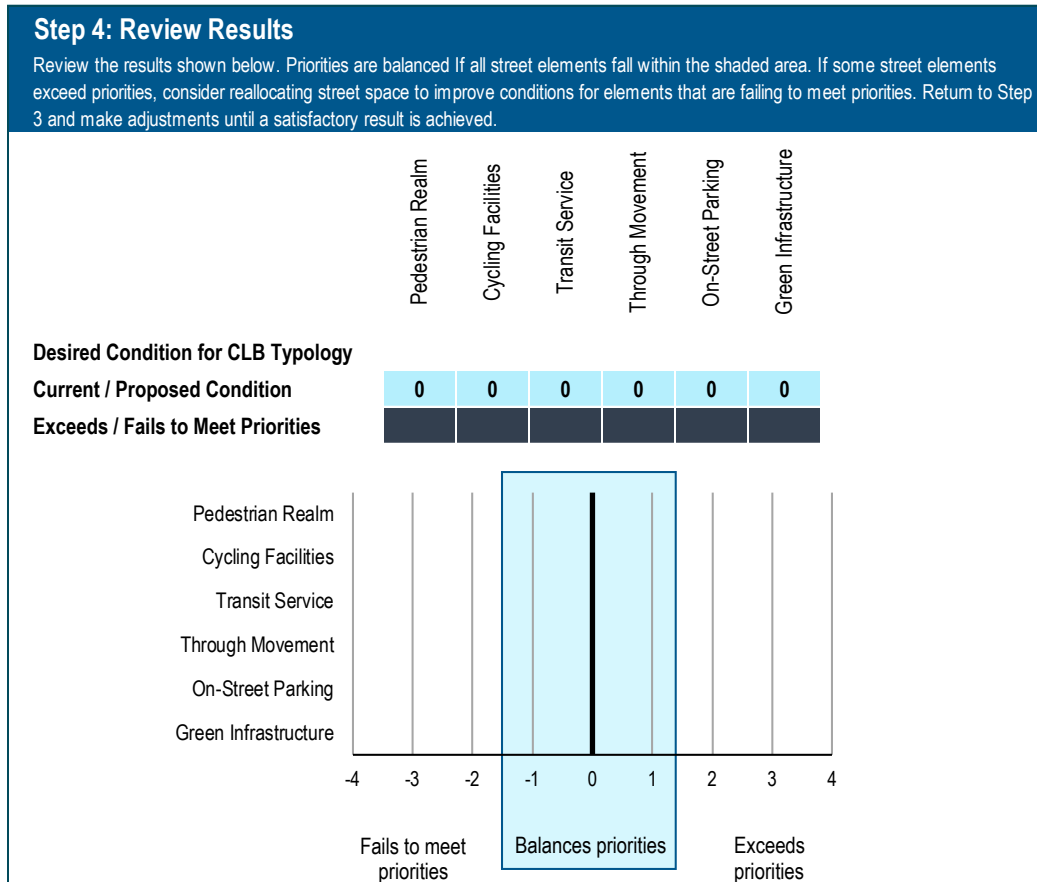 Step 4: Review Results
Review the results shown below. Priorities are balanced If all street elements fall within the shaded area. If some street elements
exceed priorities, consider reallocating street space to improve conditions for elements that are failing to meet priorities. Return to Step
3 and make adjustments until a satisfactory result is achieved.
Pedestrian Realm
Cycling Facilities
Transit Service
Through Movement
On-Street Parking
Green Infrastructure
Desired Condition for CLB Typology
Current / Proposed Condition 0 0 0 0 0 0
Exceeds / Fails to Meet Priorities
Pedestrian Realm
Cycling Facilities
Transit Service
Through Movement
On-Street Parking
Green Infrastructure
-4 -3 -2 -1 0 1 2 3 4
Fails to meet
priorities
Balances priorities
Exceeds
priorities